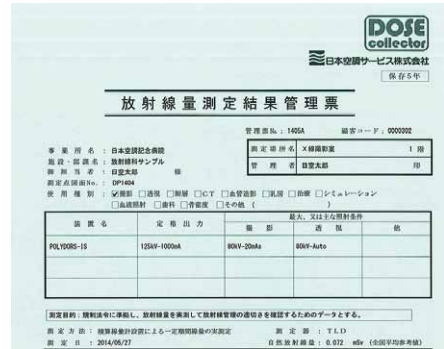 DOSE
collector
日本空調サービス株式会社
保存5年
放射線量測定結果管理票
管理票No.：1405A　顧客コード：0000002
事業所名：日本空調記念病院
測定場所名　X線撮影室　1階
施設・部課名：放射線科サンプル
御担当者：日空太郎　様
管理者　日空太郎　印
測定点図面No.：DP1404
使用種別：☑撮影 □透視 □断層 □CT □血管造影 □乳房 □治療 □シミュレーション
□血液照射 □歯科 □骨密度 □その他（　　）
装置名　定格出力　最大、又は主な照射条件
撮影　透視　他
POLYDORS-IS　125kV-1000mA　80kV-20mAs　80kV-Auto
測定目的：規制法令に準拠し、放射線量を実測して放射線管理の適切さを確認するためのデータとする。
測定方法：積算線量計設置による一定期間線量の実測定　測定器：TLD
測定日：2014/05/27　自然放射線量：0.072 mSv（全国平均参考値）